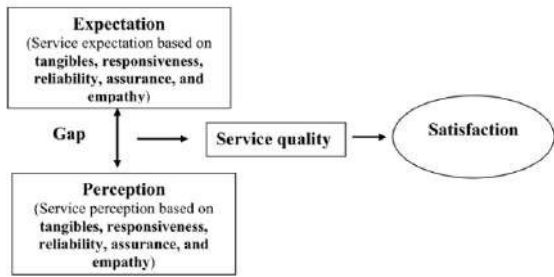 Expectation
(Service expectation based on
tangibles, responsiveness,
reliability, assurance, and
empathy)
Gap
Service quality
Satisfaction
Perception
(Service perception based on
tangibles, responsiveness,
reliability, assurance, and
empathy)